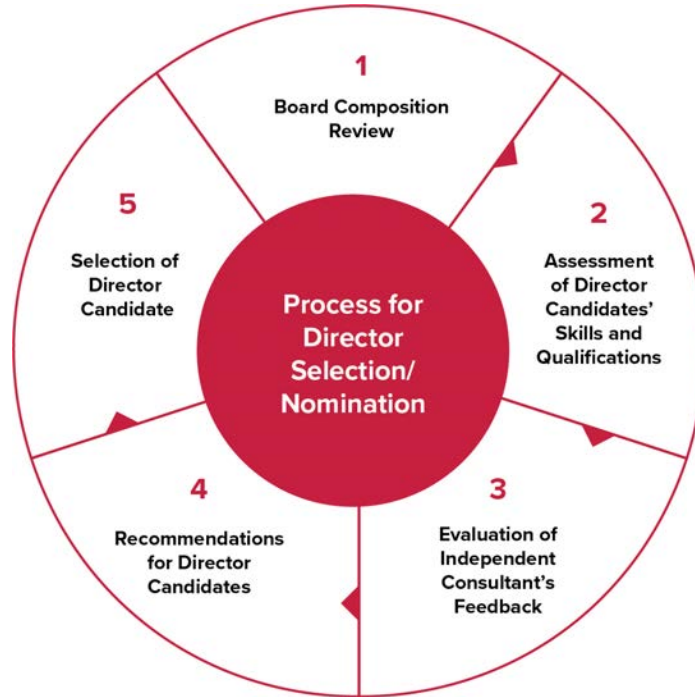 Process for
Director
Selection/
Nomination
1
Board Composition
Review
2
Assessment
of Director
Candidates’
Skills and
Qualifications
3
Evaluation of
Independent
Consultant’s
Feedback
4
Recommendations
for Director
Candidates
5
Selection of
Director
Candidate